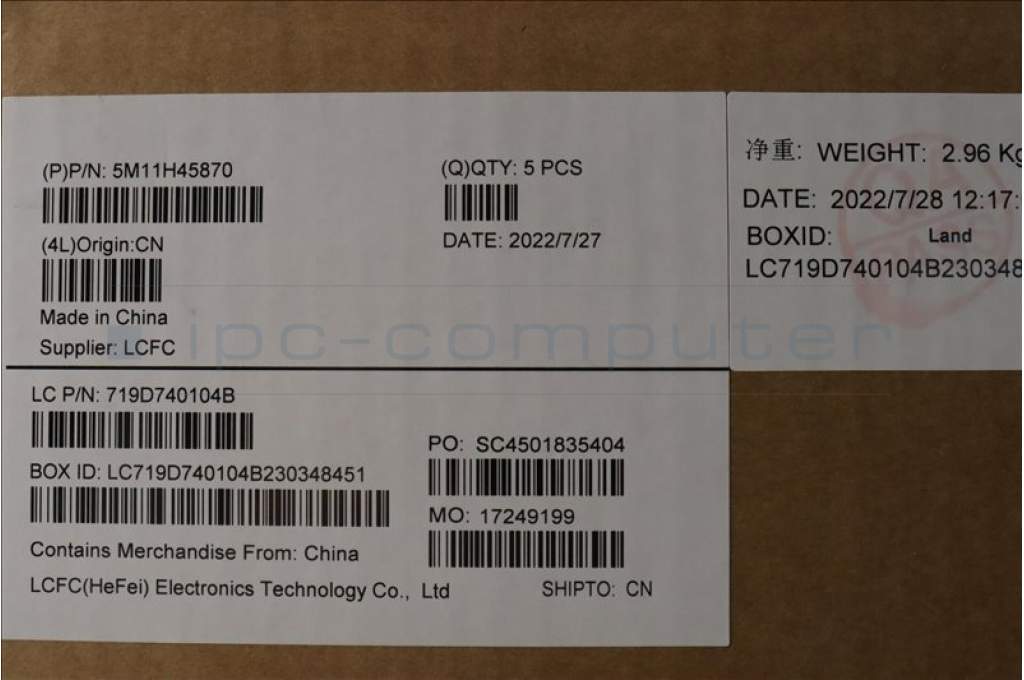 (P)P/N: 5M11H45870
(Q)QTY: 5 PCS
(4L)Origin:CN
DATE: 2022/7/27
Made in China
Supplier: LCFC
净重: WEIGHT: 2.96 Kg
DATE: 2022/7/28 12:17:
BOXID: Land
LC719D740104B230348
ipc-computer
LC P/N: 719D740104B
PO: SC4501835404
BOX ID: LC719D740104B230348451
MO: 17249199
Contains Merchandise From: China
LCFC(HeFei) Electronics Technology Co., Ltd
SHIPTO: CN